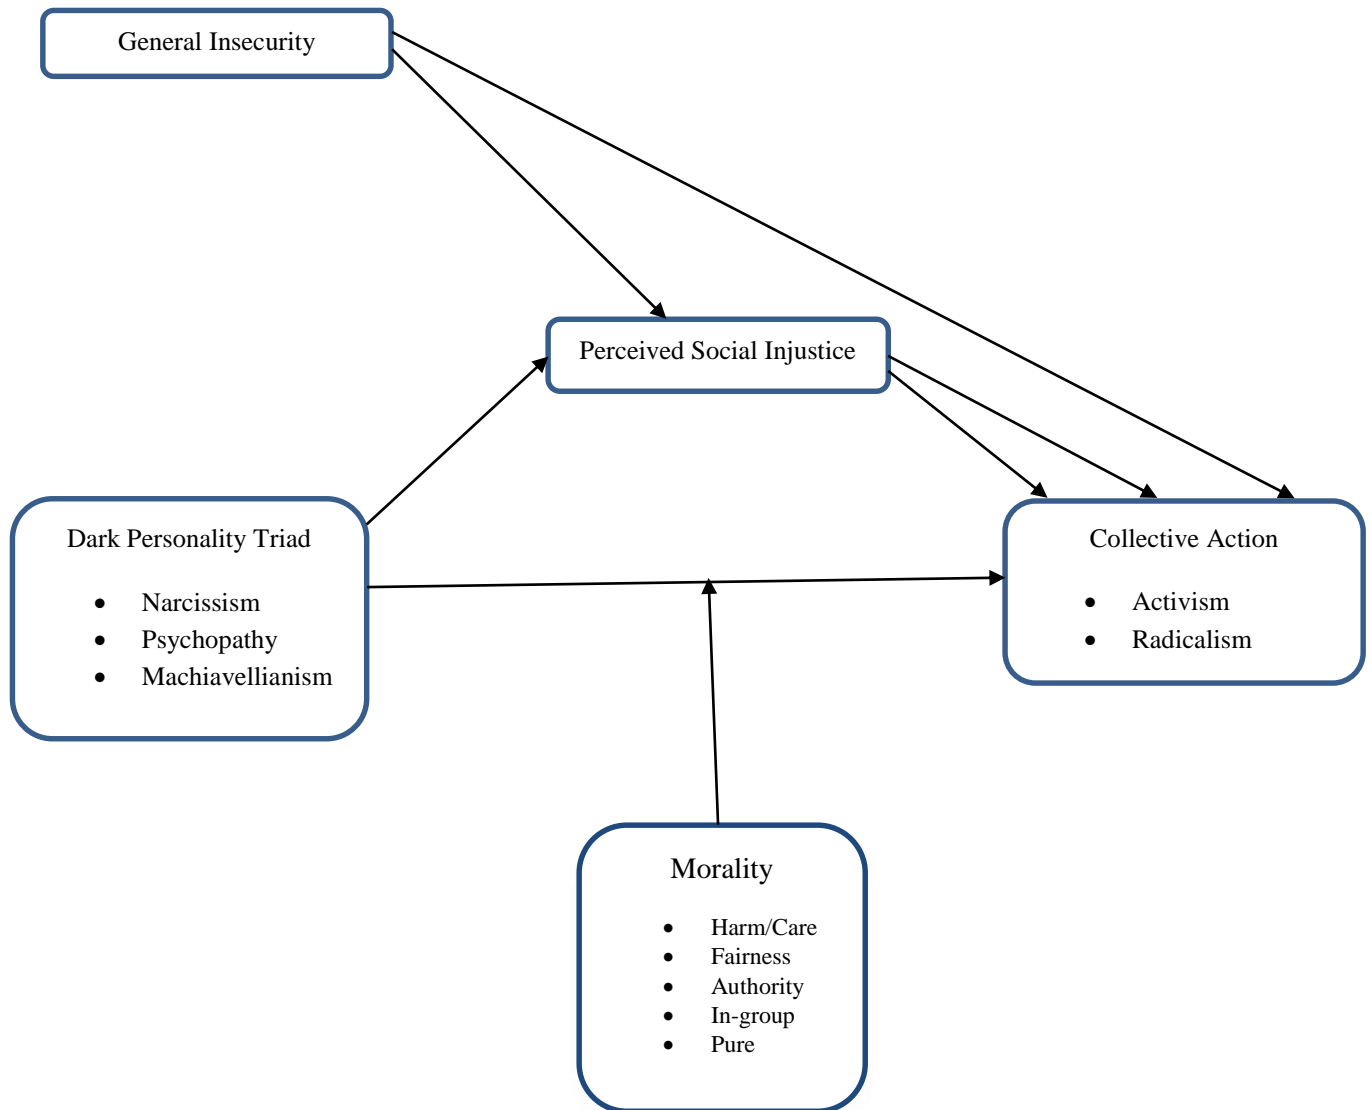 General Insecurity
Perceived Social Injustice
Dark Personality Triad
• Narcissism
• Psychopathy
• Machiavellianism
Collective Action
• Activism
• Radicalism
Morality
• Harm/Care
• Fairness
• Authority
• In-group
• Pure